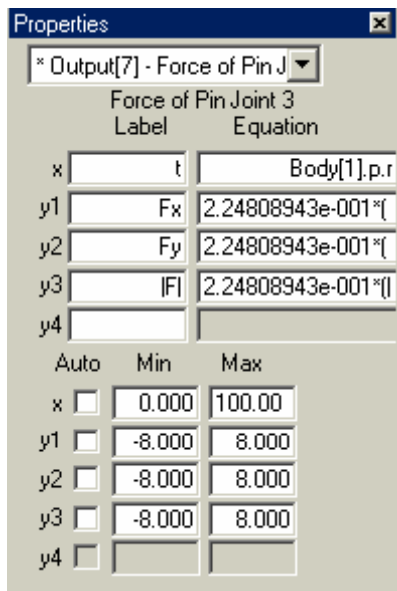 Properties
* Output[7] - Force of Pin J
Force of Pin Joint 3
Label Equation
x t Body[1].p.r
y1 Fx 2.24808943e-001*(
y2 Fy 2.24808943e-001*(
y3 |F| 2.24808943e-001*(|
y4
Auto Min Max
x 0.000 100.00
y1 -8.000 8.000
y2 -8.000 8.000
y3 -8.000 8.000
y4